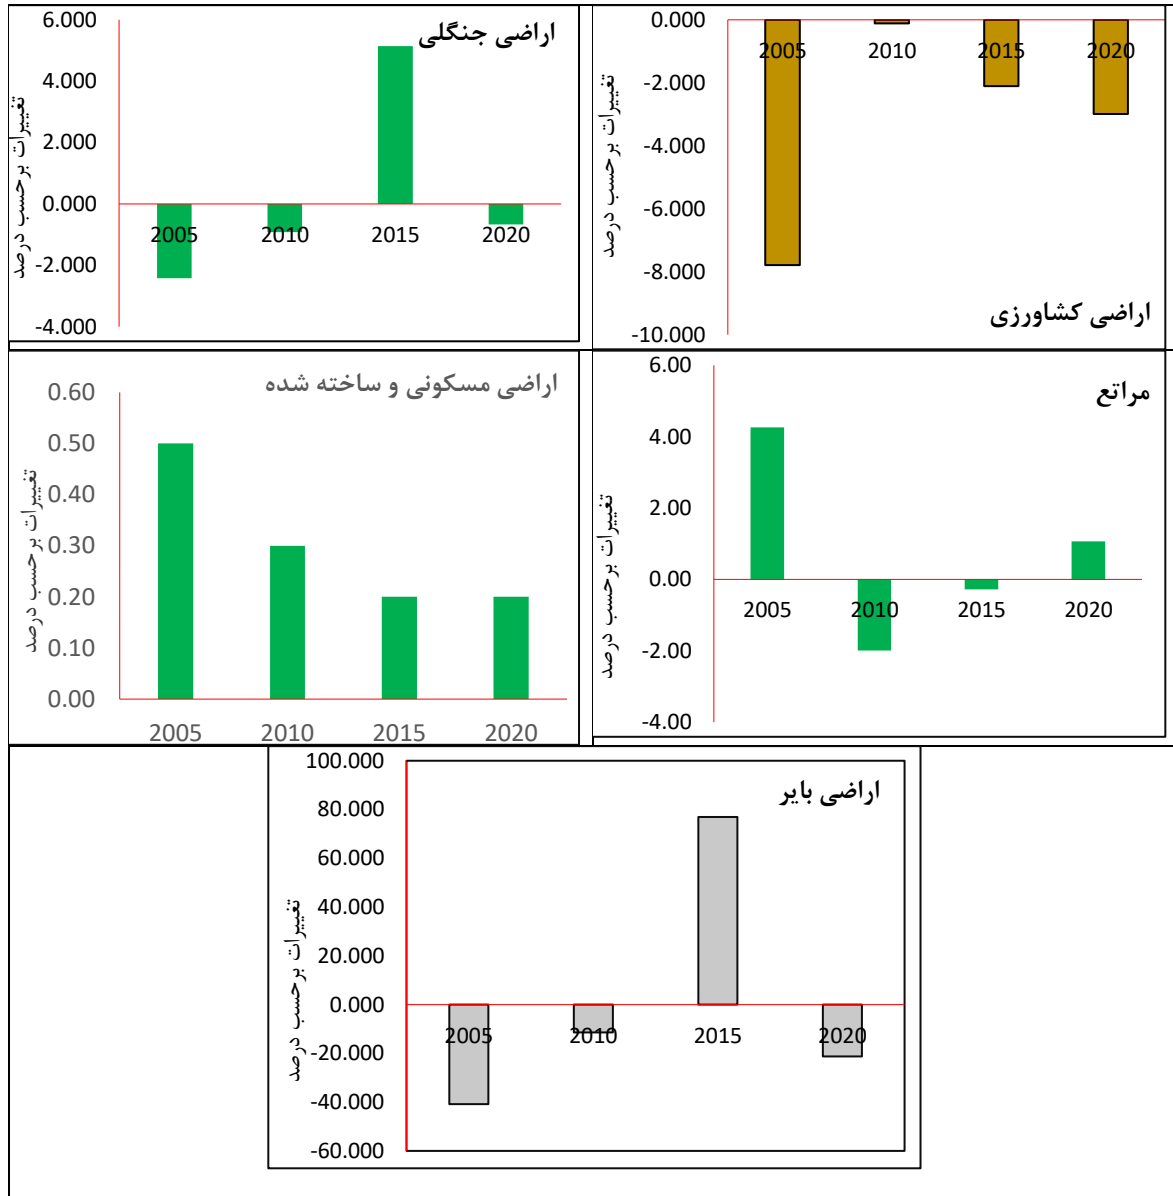 اراضی جنگلی
تغییرات برحسب درصد
6.000
4.000
2.000
0.000
-2.000
-4.000
2005 2010 2015 2020
0.000
-2.000
-4.000
-6.000
-8.000
-10.000
2005 2010 2015 2020
تغییرات برحسب درصد
اراضی کشاورزی
اراضی مسکونی و ساخته شده
تغییرات برحسب درصد
0.60
0.50
0.40
0.30
0.20
0.10
0.00
2005 2010 2015 2020
مراتع
تغییرات برحسب درصد
6.00
4.00
2.00
0.00
-2.00
-4.00
2005 2010 2015 2020
اراضی بایر
تغییرات برحسب درصد
100.000
80.000
60.000
40.000
20.000
0.000
-20.000
-40.000
-60.000
2005 2010 2015 2020